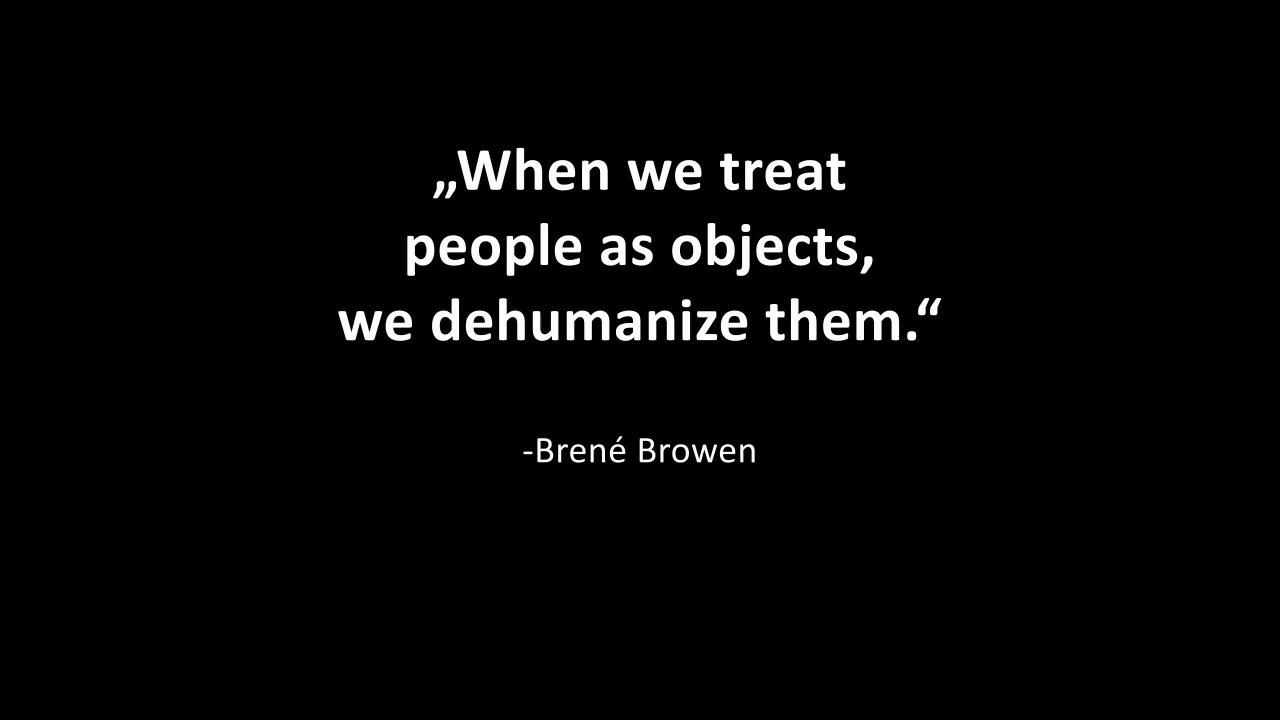 „When we treat
people as objects,
we dehumanize them.“
-Brené Browen